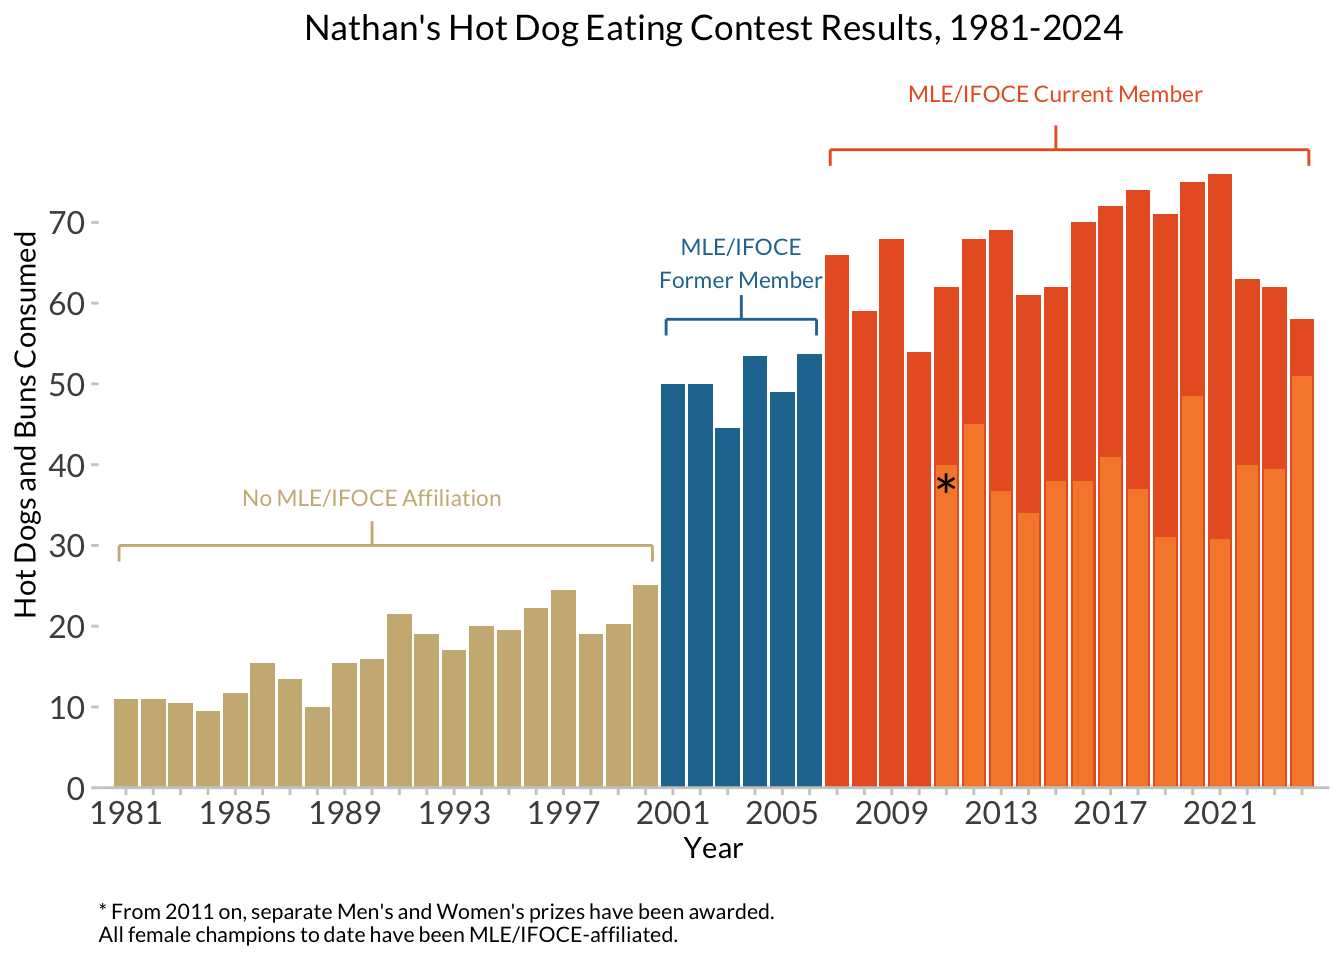 Nathan's Hot Dog Eating Contest Results, 1981-2024
MLE/IFOCE Current Member
MLE/IFOCE
Former Member
No MLE/IFOCE Affiliation
*
Hot Dogs and Buns Consumed
70
60
50
40
30
20
10
0
1981 1985 1989 1993 1997 2001 2005 2009 2013 2017 2021
Year
* From 2011 on, separate Men's and Women's prizes have been awarded.
All female champions to date have been MLE/IFOCE-affiliated.